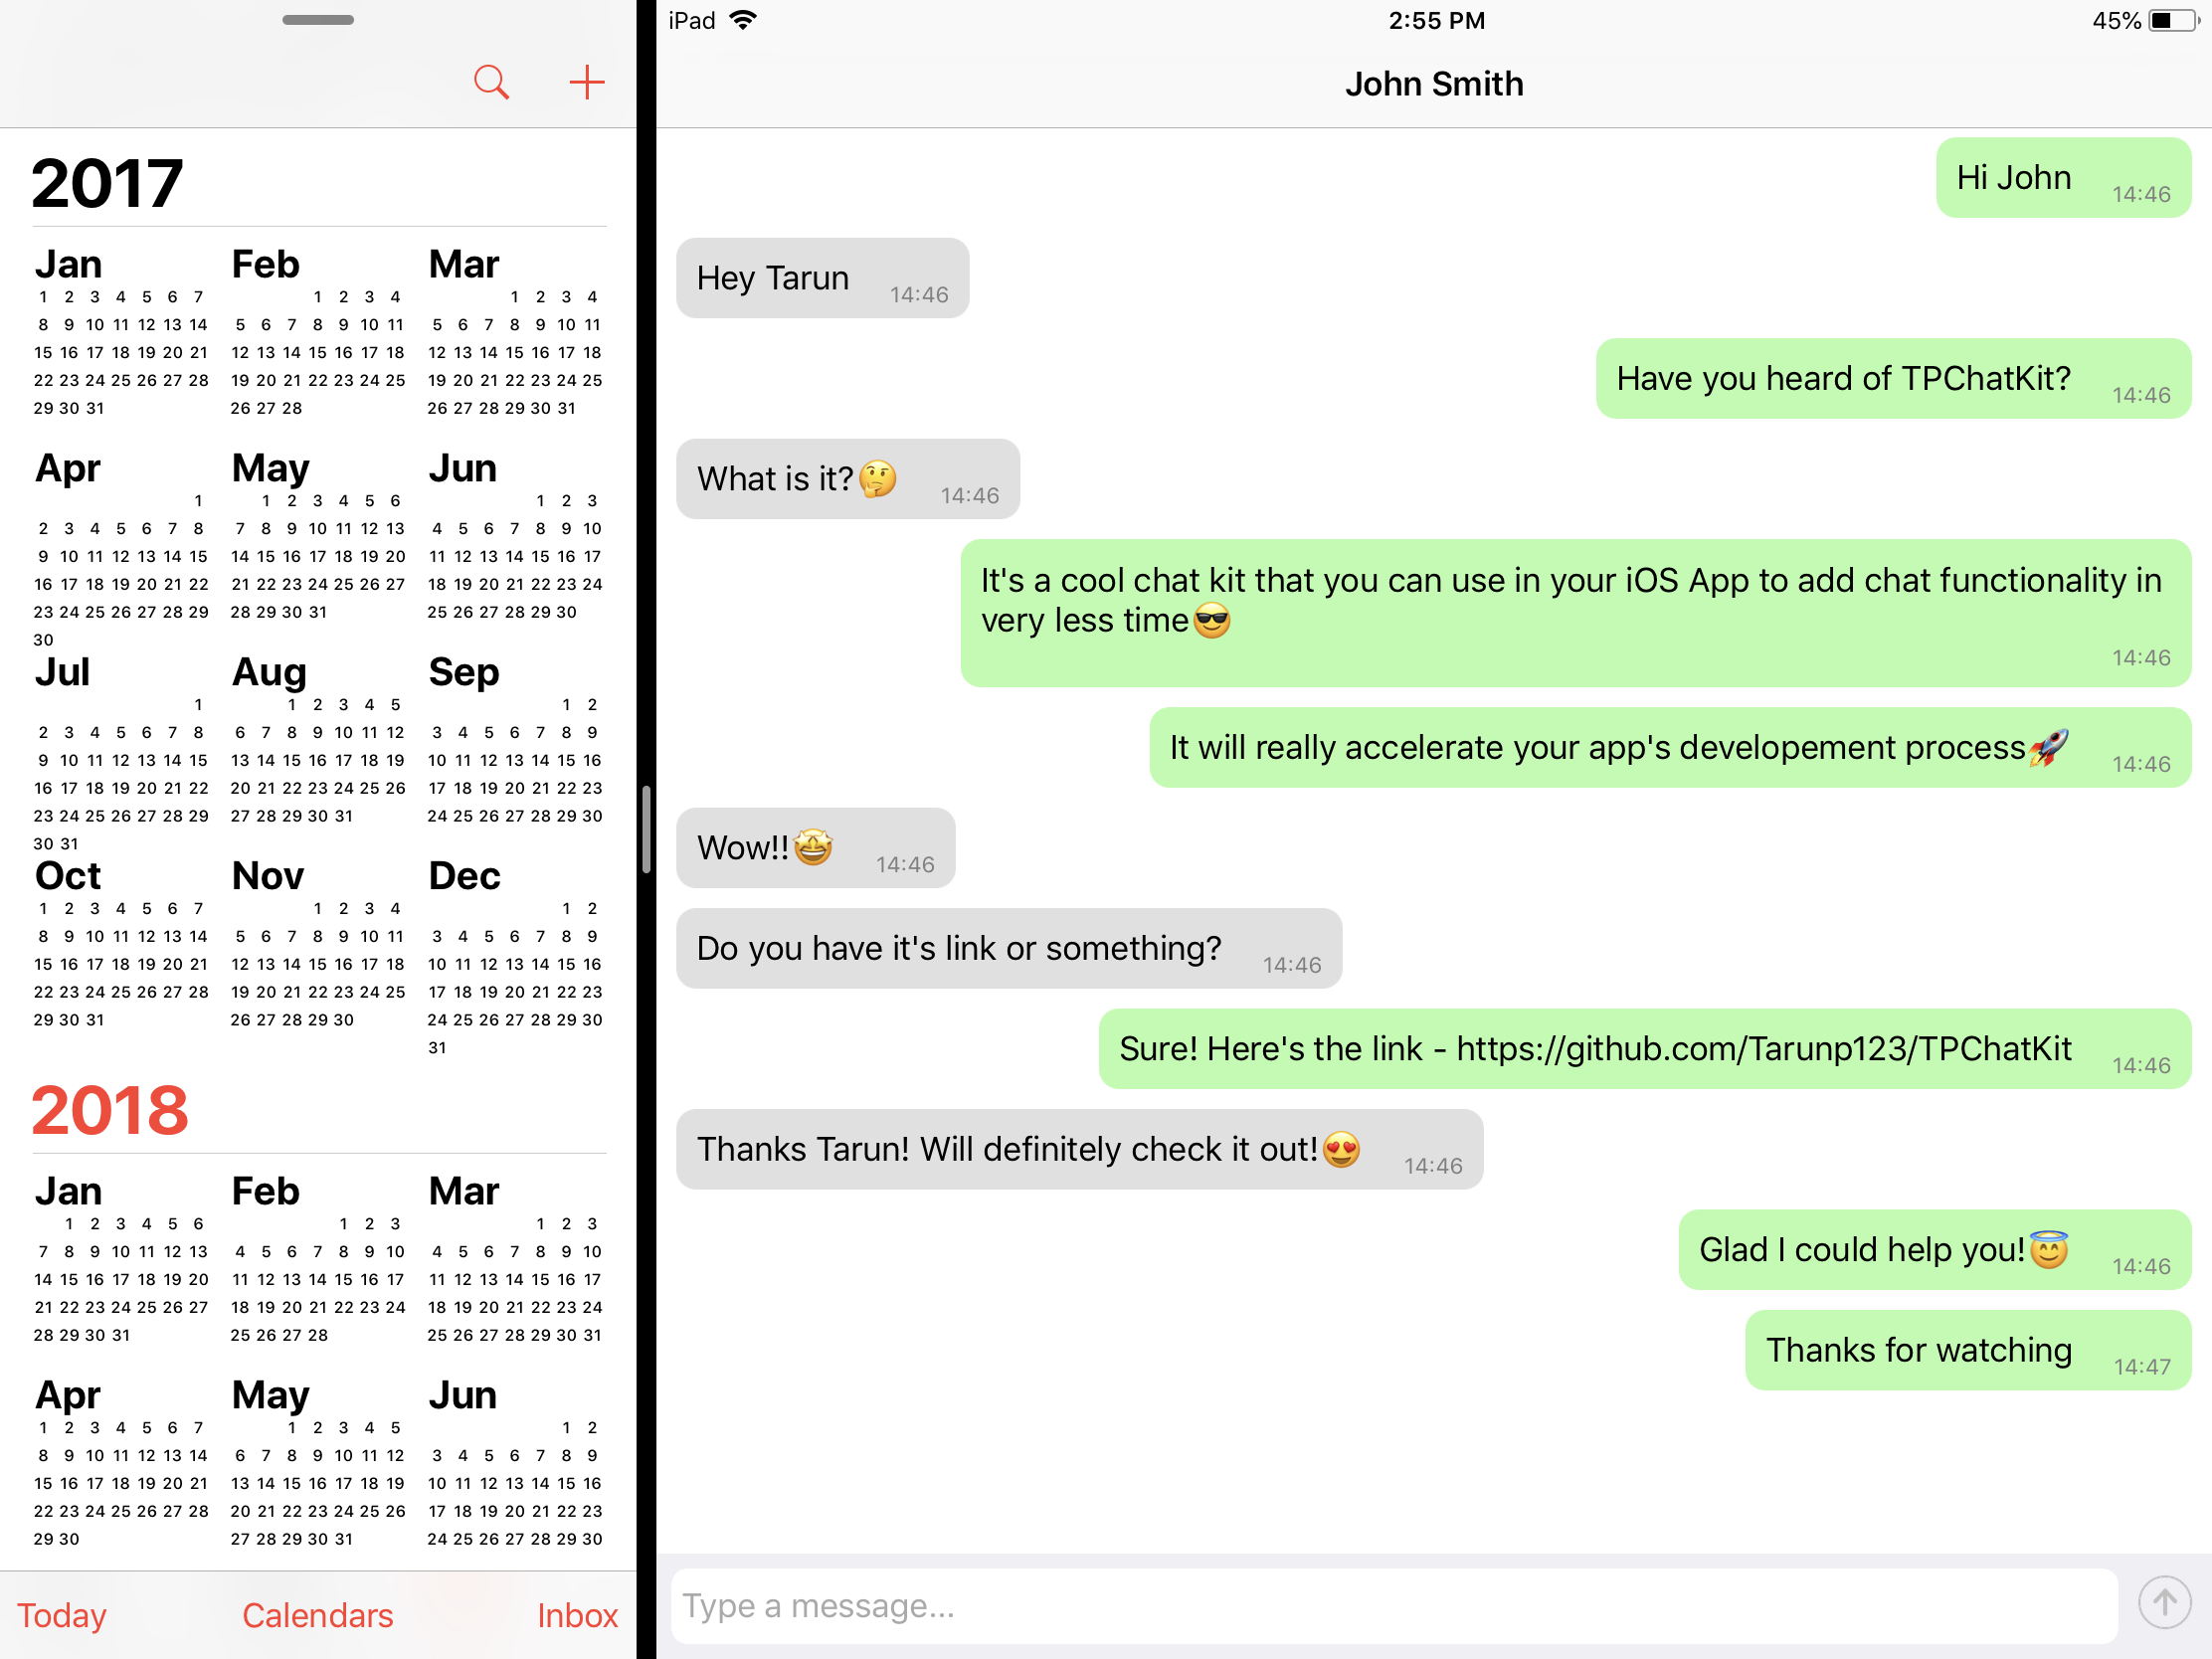 2017
Jan Feb Mar
1 2 3 4 5 6 7 1 2 3 4 1 2 3 4
8 9 10 11 12 13 14 5 6 7 8 9 10 11 5 6 7 8 9 10 11
15 16 17 18 19 20 21 12 13 14 15 16 17 18 12 13 14 15 16 17 18
22 23 24 25 26 27 28 19 20 21 22 23 24 25 19 20 21 22 23 24 25
29 30 31 26 27 28 26 27 28 29 30 31
Apr May Jun
1 1 2 3 4 5 6 1 2 3
2 3 4 5 6 7 8 7 8 9 10 11 12 13 4 5 6 7 8 9 10
9 10 11 12 13 14 15 14 15 16 17 18 19 20 11 12 13 14 15 16 17
16 17 18 19 20 21 22 21 22 23 24 25 26 27 18 19 20 21 22 23 24
23 24 25 26 27 28 29 28 29 30 31 25 26 27 28 29 30
30
Jul Aug Sep
1 1 2 3 4 5 1 2
2 3 4 5 6 7 8 6 7 8 9 10 11 12 3 4 5 6 7 8 9
9 10 11 12 13 14 15 13 14 15 16 17 18 19 10 11 12 13 14 15 16
16 17 18 19 20 21 22 20 21 22 23 24 25 26 17 18 19 20 21 22 23
23 24 25 26 27 28 29 27 28 29 30 31 24 25 26 27 28 29 30
30 31
Oct Nov Dec
1 2 3 4 5 6 7 1 2 3 4 1 2
8 9 10 11 12 13 14 5 6 7 8 9 10 11 3 4 5 6 7 8 9
15 16 17 18 19 20 21 12 13 14 15 16 17 18 10 11 12 13 14 15 16
22 23 24 25 26 27 28 19 20 21 22 23 24 25 17 18 19 20 21 22 23
29 30 31 26 27 28 29 30 24 25 26 27 28 29 30
31
2018
Jan Feb Mar
1 2 3 4 5 6 1 2 3 1 2 3
7 8 9 10 11 12 13 4 5 6 7 8 9 10 4 5 6 7 8 9 10
14 15 16 17 18 19 20 11 12 13 14 15 16 17 11 12 13 14 15 16 17
21 22 23 24 25 26 27 18 19 20 21 22 23 24 18 19 20 21 22 23 24
28 29 30 31 25 26 27 28 25 26 27 28 29 30 31
Apr May Jun
1 2 3 4 5 6 7 1 2 3 4 5 1 2
8 9 10 11 12 13 14 6 7 8 9 10 11 12 3 4 5 6 7 8 9
15 16 17 18 19 20 21 13 14 15 16 17 18 19 10 11 12 13 14 15 16
22 23 24 25 26 27 28 20 21 22 23 24 25 26 17 18 19 20 21 22 23
29 30 27 28 29 30 31 24 25 26 27 28 29 30
Today Calendars Inbox
iPad 2:55 PM 45%
John Smith
Hi John 14:46
Hey Tarun 14:46
Have you heard of TPChatKit? 14:46
What is it?🤔 14:46
It's a cool chat kit that you can use in your iOS App to add chat functionality in
very less time😎
14:46
It will really accelerate your app's developement process🚀 14:46
Wow!!🤩 14:46
Do you have it's link or something? 14:46
Sure! Here's the link - https://github.com/Tarunp123/TPChatKit 14:46
Thanks Tarun! Will definitely check it out!😍 14:46
Glad I could help you!😇 14:46
Thanks for watching 14:47
Type a message...